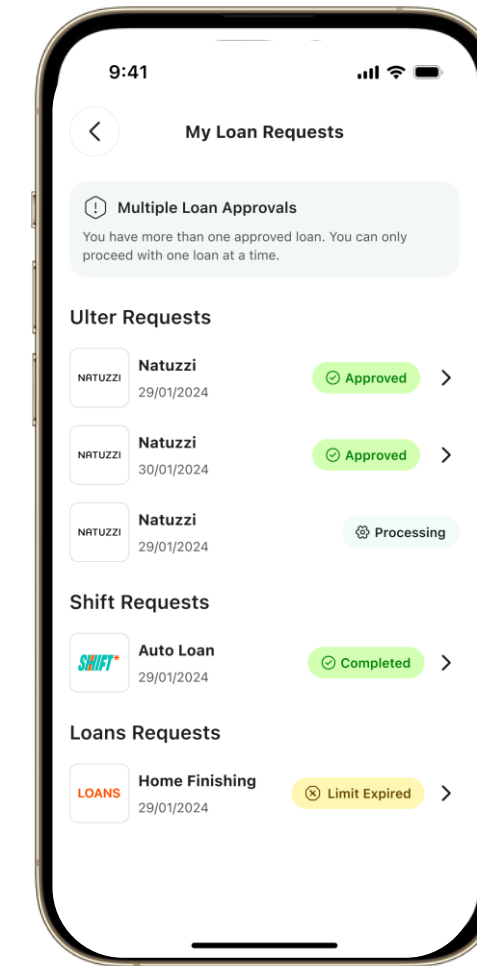 9:41
My Loan Requests
Multiple Loan Approvals
You have more than one approved loan. You can only
proceed with one loan at a time.
Ulter Requests
NATUZZI
Natuzzi
29/01/2024
Approved
NATUZZI
Natuzzi
30/01/2024
Approved
NATUZZI
Natuzzi
29/01/2024
Processing
Shift Requests
SHIFT
Auto Loan
29/01/2024
Completed
Loans Requests
LOANS
Home Finishing
29/01/2024
Limit Expired